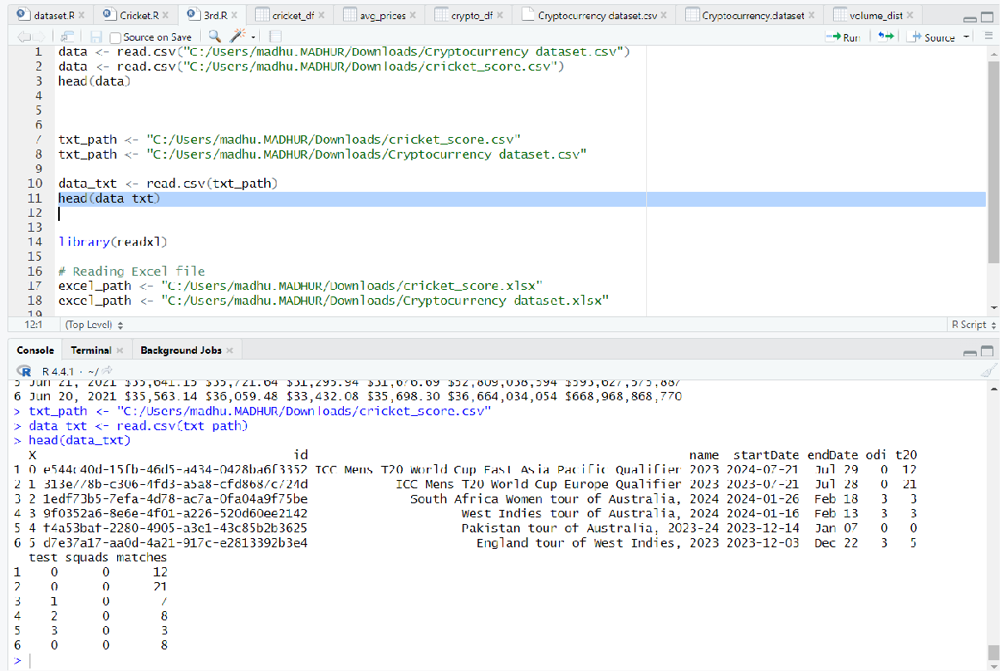 dataset.R Cricket.R 3rd.R cricket_df avg_prices crypto_df Cryptocurrency dataset.csv Cryptocurrency.dataset volume_dist
Source on Save Run Source
1 data <- read.csv("C:/Users/madhu.MADHUR/Downloads/Cryptocurrency dataset.csv")
2 data <- read.csv("C:/Users/madhu.MADHUR/Downloads/cricket_score.csv")
3 head(data)
4
5
6
7 txt_path <- "C:/Users/madhu.MADHUR/Downloads/cricket_score.csv"
8 txt_path <- "C:/Users/madhu.MADHUR/Downloads/Cryptocurrency dataset.csv"
9
10 data_txt <- read.csv(txt_path)
11 head(data_txt)
12
13
14 library(readxl)
15
16 # Reading Excel file
17 excel_path <- "C:/Users/madhu.MADHUR/Downloads/cricket_score.xlsx"
18 excel_path <- "C:/Users/madhu.MADHUR/Downloads/Cryptocurrency dataset.xlsx"
19
12:1 (Top Level) R Script
Console Terminal Background Jobs
R 4.4.1 · ~/
5 Jun 21, 2021 $35,641.15 $35,721.64 $31,295.94 $31,676.69 $52,809,038,594 $593,627,575,887
6 Jun 20, 2021 $35,563.14 $36,059.48 $33,432.08 $35,698.30 $36,664,034,054 $668,968,868,770
> txt_path <- "C:/Users/madhu.MADHUR/Downloads/cricket_score.csv"
> data_txt <- read.csv(txt_path)
> head(data_txt)
X id name startDate endDate odi t20
1 0 e544c40d-15fb-46d5-a434-0428ba6f3352 ICC Mens T20 World Cup East Asia Pacific Qualifier 2023 2024-07-21 Jul 29 0 12
2 1 313e778b-c306-4fd3-a5a8-cfd8687c724d ICC Mens T20 World Cup Europe Qualifier 2023 2023-07-21 Jul 28 0 21
3 2 1edf73b5-7efa-4d78-ac7a-0fa04a9f75be South Africa Women tour of Australia, 2024 2024-01-26 Feb 18 3 3
4 3 9f0352a6-8e6e-4f01-a226-520d60ee2142 West Indies tour of Australia, 2024 2024-01-16 Feb 13 3 3
5 4 f4a53baf-2280-4905-a3c1-43c85b2b3625 Pakistan tour of Australia, 2023-24 2023-12-14 Jan 07 0 0
6 5 d7e37a17-aa0d-4a21-917c-e2813392b3e4 England tour of West Indies, 2023 2023-12-03 Dec 22 3 5
test squads matches
1 0 0 12
2 0 0 21
3 1 0 7
4 2 0 8
5 3 0 3
6 0 0 8
>